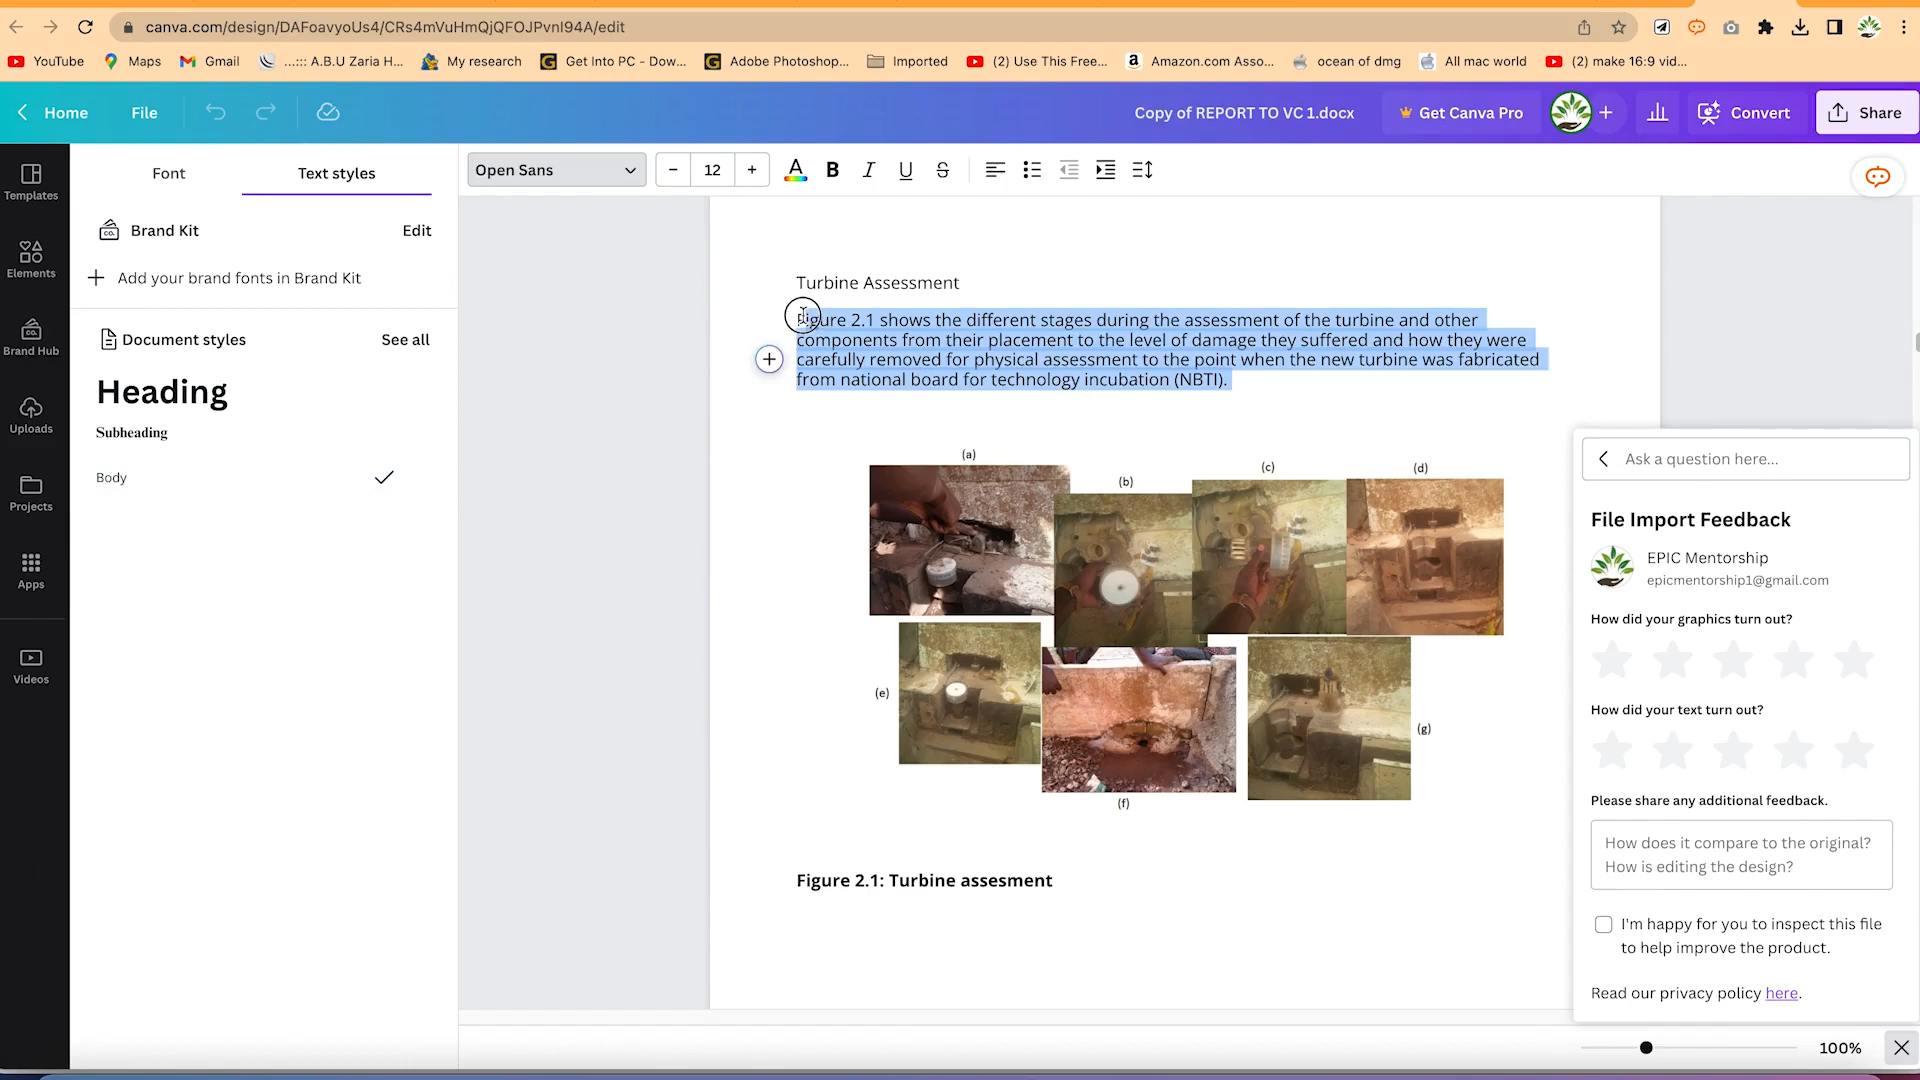 canva.com/design/DAFoavyoUs4/CRs4mVuHmQjQFOJPvnI94A/edit
YouTube
Maps
Gmail
...::: A.B.U Zaria H...
My research
Get Into PC - Dow...
Adobe Photoshop...
Imported
(2) Use This Free...
Amazon.com Asso...
ocean of dmg
All mac world
(2) make 16:9 vid...
Home
File
Copy of REPORT TO VC 1.docx
Get Canva Pro
Convert
Share
Templates
Elements
Brand Hub
Uploads
Projects
Apps
Videos
Font
Text styles
CO.
Brand Kit
Edit
Add your brand fonts in Brand Kit
Document styles
See all
Heading
Subheading
Body
Open Sans
12
Turbine Assessment
Figure 2.1 shows the different stages during the assessment of the turbine and other
components from their placement to the level of damage they suffered and how they were
carefully removed for physical assessment to the point when the new turbine was fabricated
from national board for technology incubation (NBTI).
(a)
(b)
(c)
(d)
(e)
(f)
(g)
Figure 2.1: Turbine assesment
Ask a question here...
File Import Feedback
EPIC Mentorship
epicmentorship1@gmail.com
How did your graphics turn out?
How did your text turn out?
Please share any additional feedback.
How does it compare to the original?
How is editing the design?
I'm happy for you to inspect this file
to help improve the product.
Read our privacy policy here.
100%